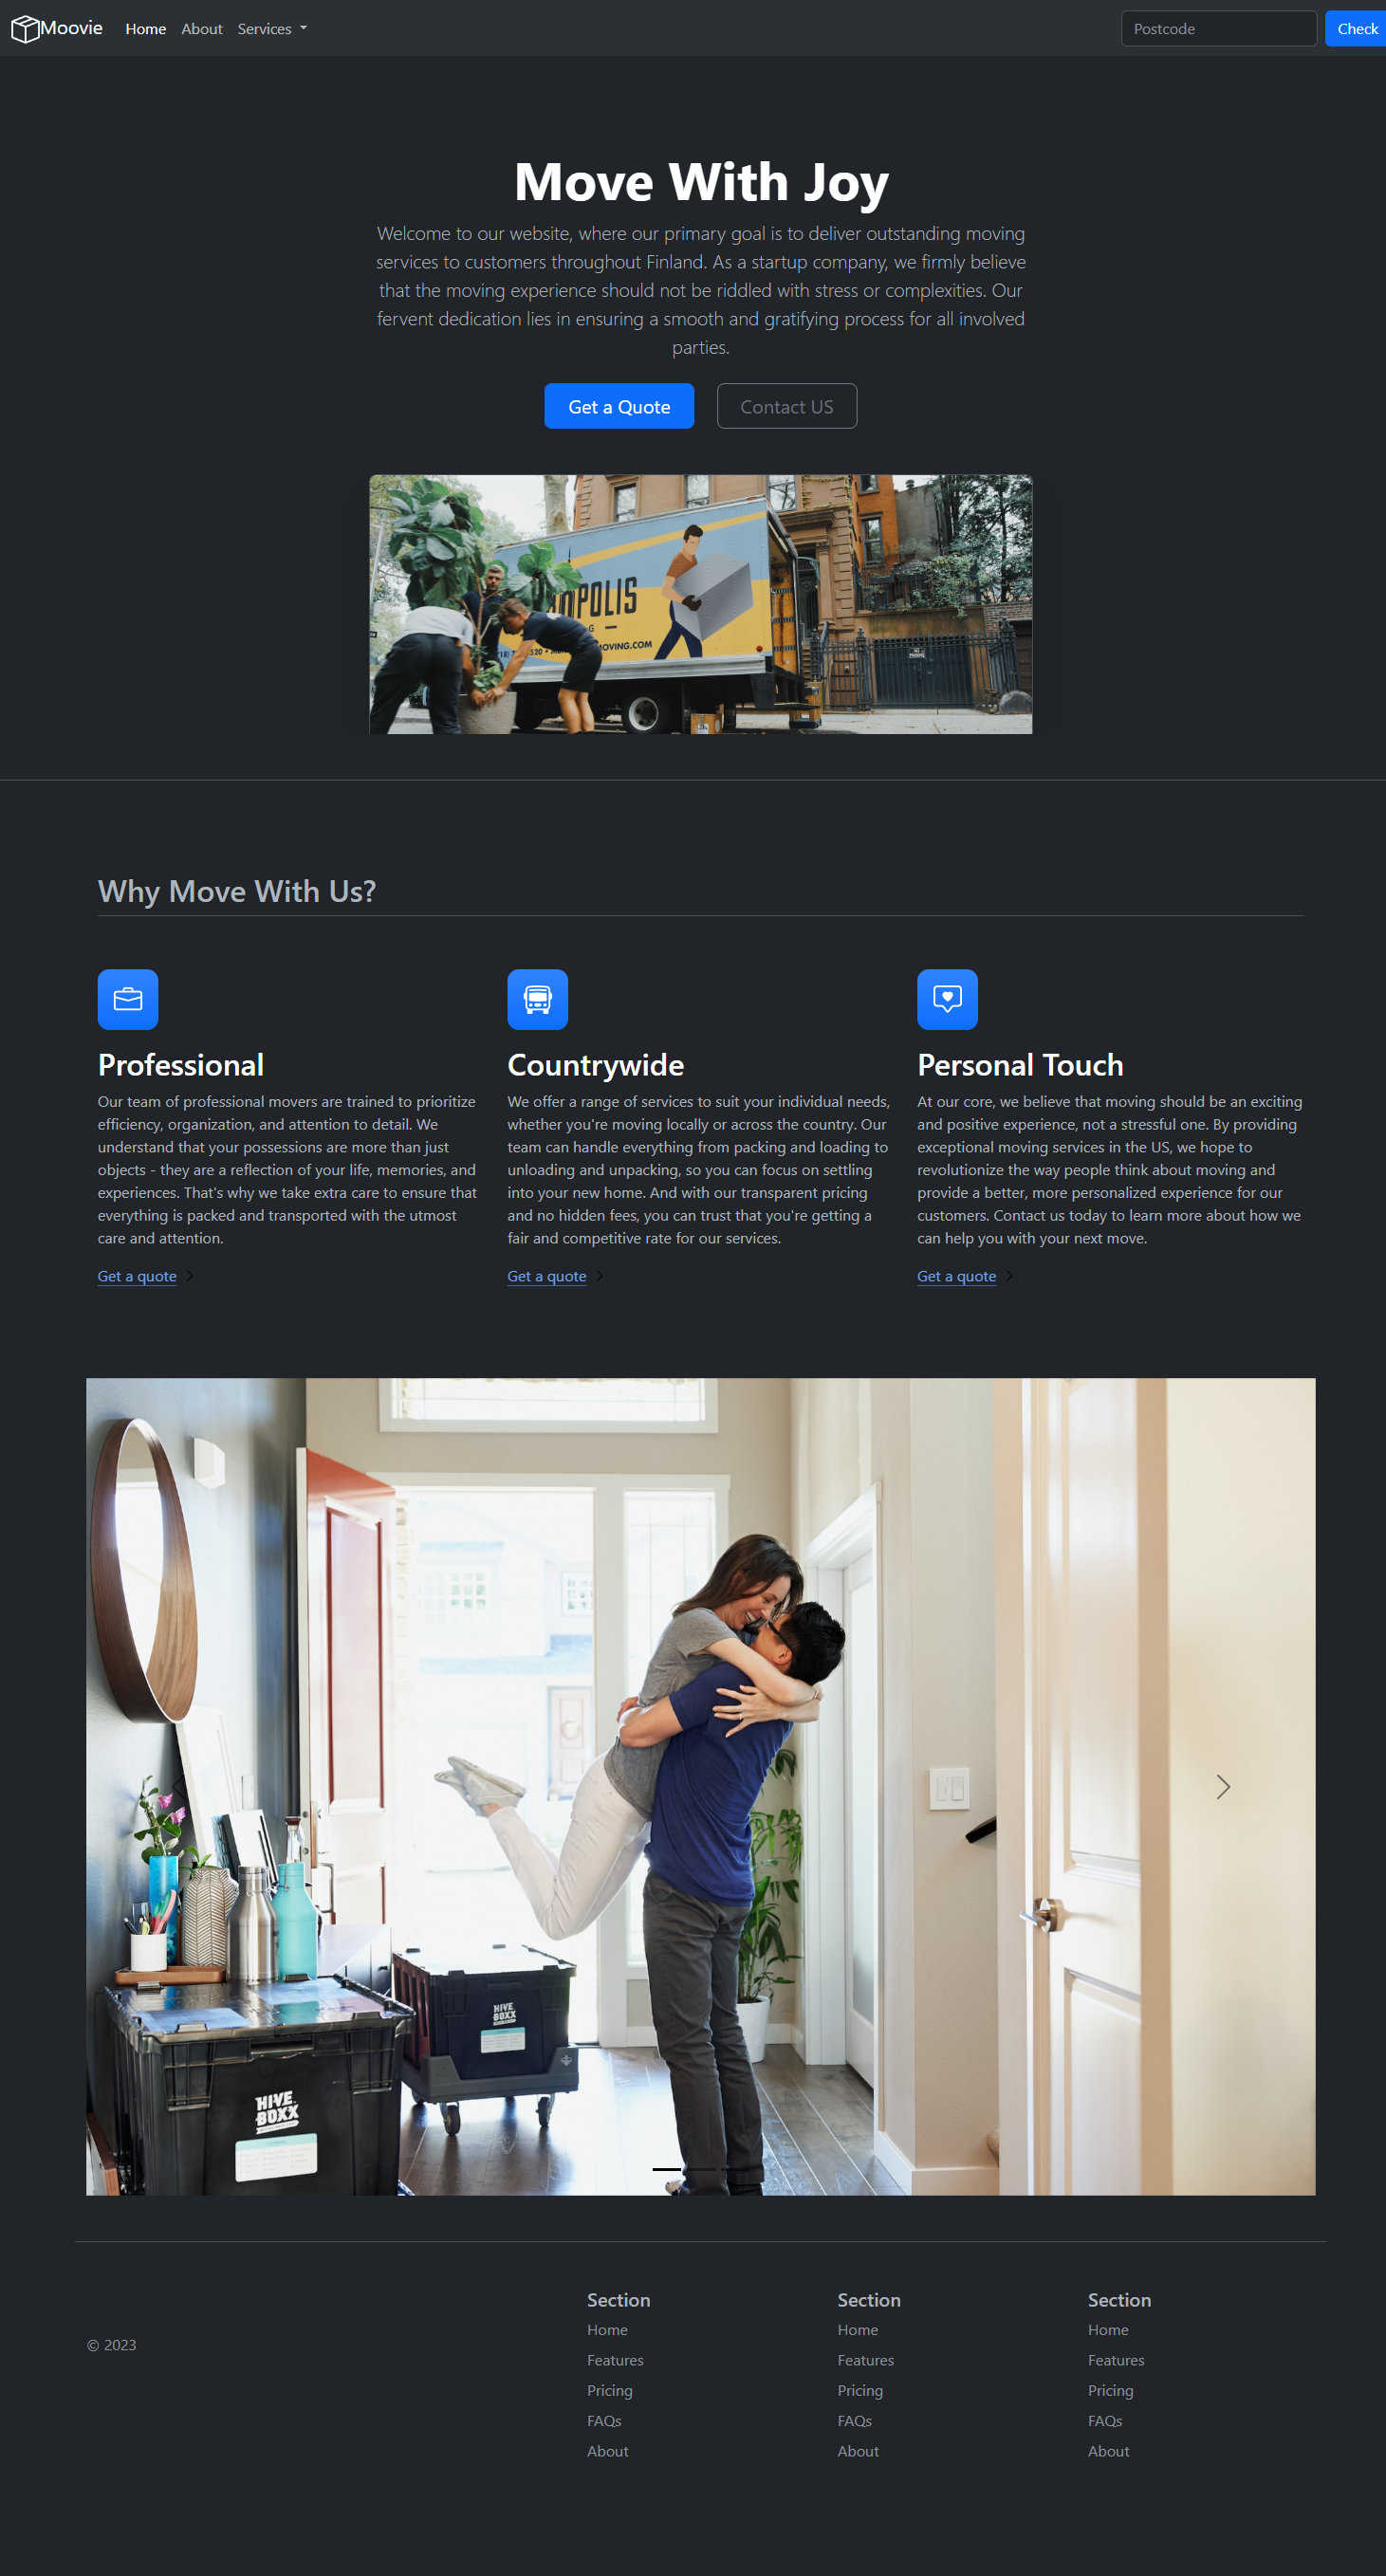 Moovie Home About Services Postcode Check
Move With Joy
Welcome to our website, where our primary goal is to deliver outstanding moving
services to customers throughout Finland. As a startup company, we firmly believe
that the moving experience should not be riddled with stress or complexities. Our
fervent dedication lies in ensuring a smooth and gratifying process for all involved
parties.
Get a Quote Contact US
POLIS
MOVING.COM
Why Move With Us?
Professional
Our team of professional movers are trained to prioritize
efficiency, organization, and attention to detail. We
understand that your possessions are more than just
objects - they are a reflection of your life, memories, and
experiences. That's why we take extra care to ensure that
everything is packed and transported with the utmost
care and attention.
Get a quote
Countrywide
We offer a range of services to suit your individual needs,
whether you're moving locally or across the country. Our
team can handle everything from packing and loading to
unloading and unpacking, so you can focus on settling
into your new home. And with our transparent pricing
and no hidden fees, you can trust that you're getting a
fair and competitive rate for our services.
Get a quote
Personal Touch
At our core, we believe that moving should be an exciting
and positive experience, not a stressful one. By providing
exceptional moving services in the US, we hope to
revolutionize the way people think about moving and
provide a better, more personalized experience for our
customers. Contact us today to learn more about how we
can help you with your next move.
Get a quote
HIVE
BOXX
HIVE
BOXX
© 2023
Section
Home
Features
Pricing
FAQs
About
Section
Home
Features
Pricing
FAQs
About
Section
Home
Features
Pricing
FAQs
About